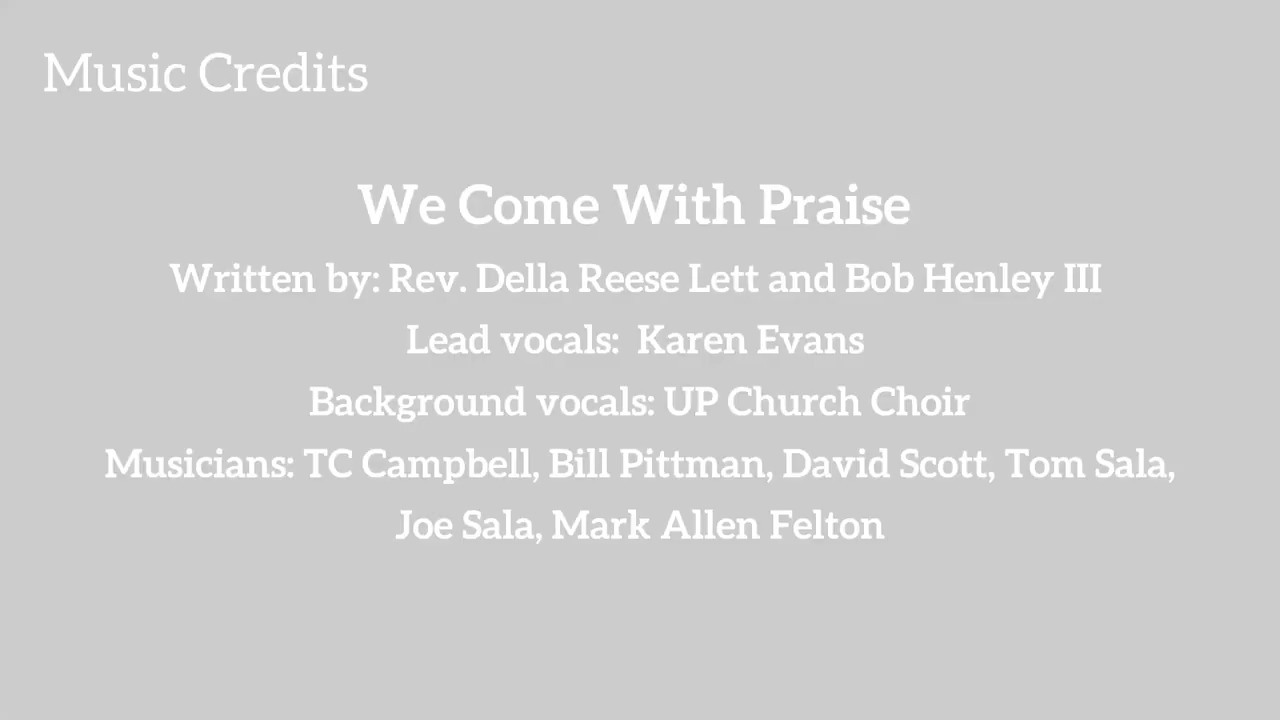 Music Credits
We Come With Praise
Written by: Rev. Della Reese Lett and Bob Henley III
Lead vocals:  Karen Evans
Background vocals: UP Church Choir
Musicians: TC Campbell, Bill Pittman, David Scott, Tom Sala,
Joe Sala, Mark Allen Felton